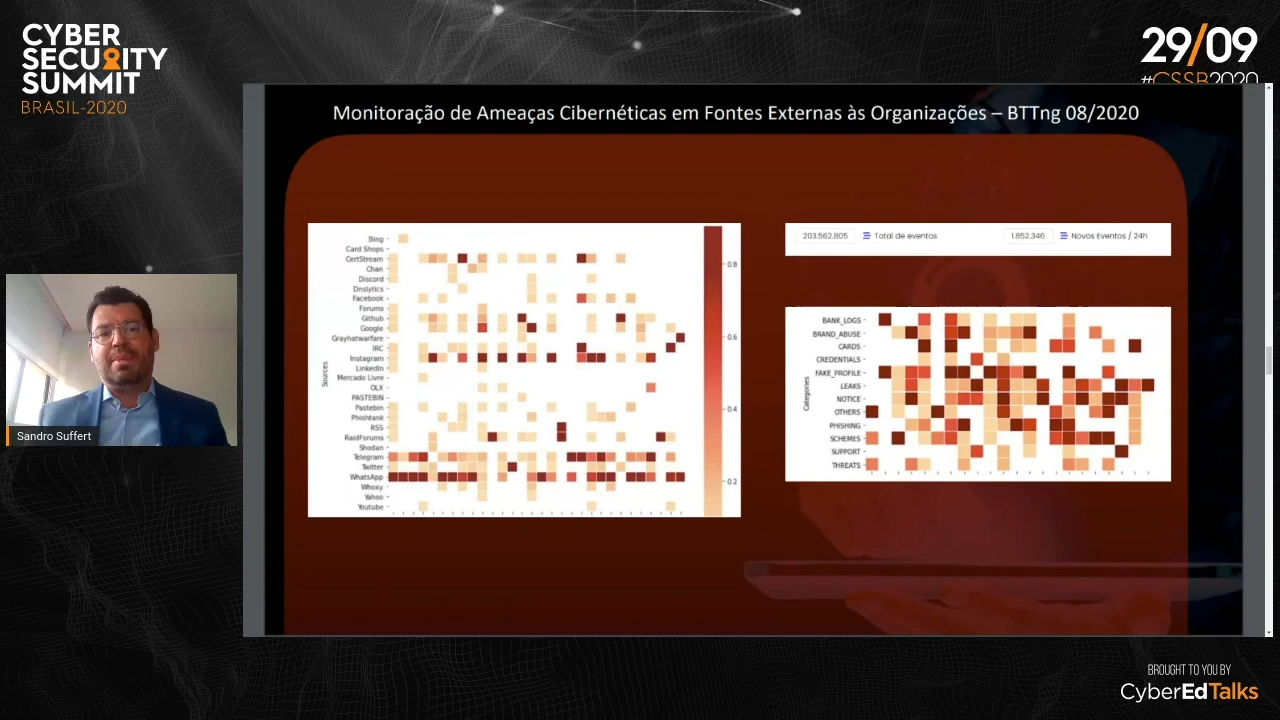 CYBER
SECURITY
SUMMIT
BRASIL-2020
29/09
#CSSB2020
Monitoração de Ameaças Cibernéticas em Fontes Externas às Organizações – BTTng 08/2020
Sources
Bing
Card Shops
CertStream
Chan
Discord
Dnslytics
Facebook
Forums
Github
Google
Grayhatwarfare
IRC
Instagram
LinkedIn
Mercado Livre
OLX
PASTEBIN
Pastebin
Phishtank
RSS
RaidForums
Shodan
Telegram
Twitter
WhatsApp
Whoxy
Yahoo
Youtube
0.8
0.6
0.4
0.2
203.562.805 Total de eventos 1.852.346 Novos Eventos / 24h
Categories
BANK_LOGS
BRAND_ABUSE
CARDS
CREDENTIALS
FAKE_PROFILE
LEAKS
NOTICE
OTHERS
PHISHING
SCHEMES
SUPPORT
THREATS
Sandro Suffert
BROUGHT TO YOU BY
CyberEdTalks